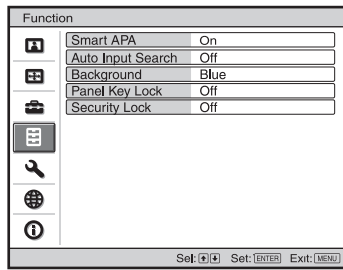 Function
Smart APA On
Auto Input Search Off
Background Blue
Panel Key Lock Off
Security Lock Off
Sel: Set: ENTER Exit: MENU